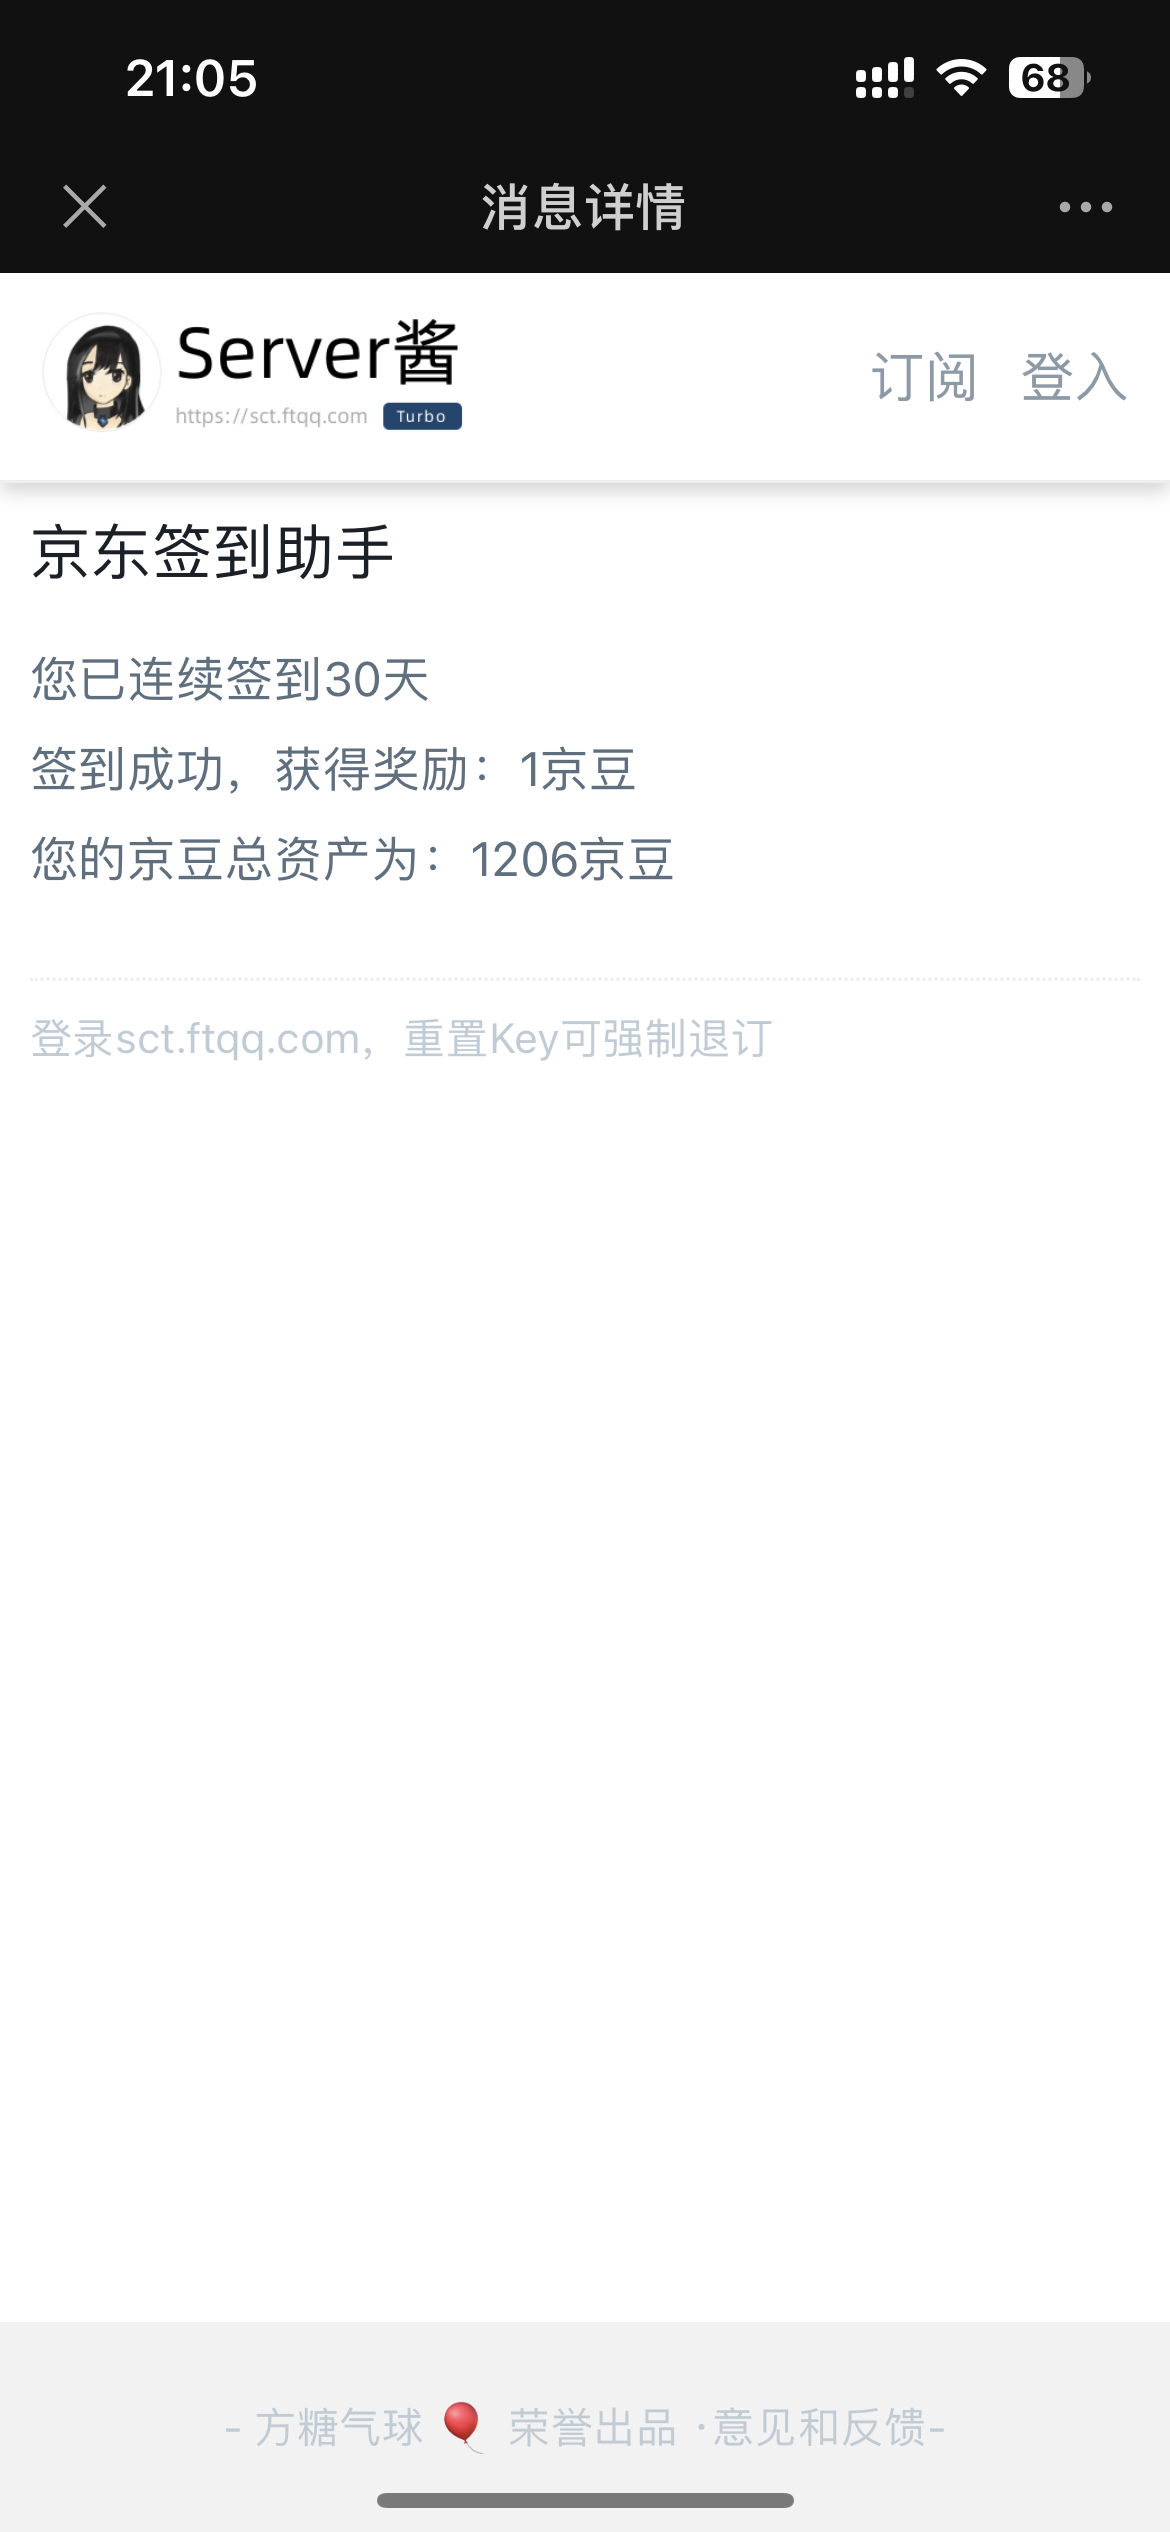 21:05
68
消息详情
Server酱
https://sct.ftqq.com Turbo
订阅 登入
京东签到助手
您已连续签到30天
签到成功，获得奖励：1京豆
您的京豆总资产为：1206京豆
登录sct.ftqq.com，重置Key可强制退订
- 方糖气球 🎈 荣誉出品 ·意见和反馈-